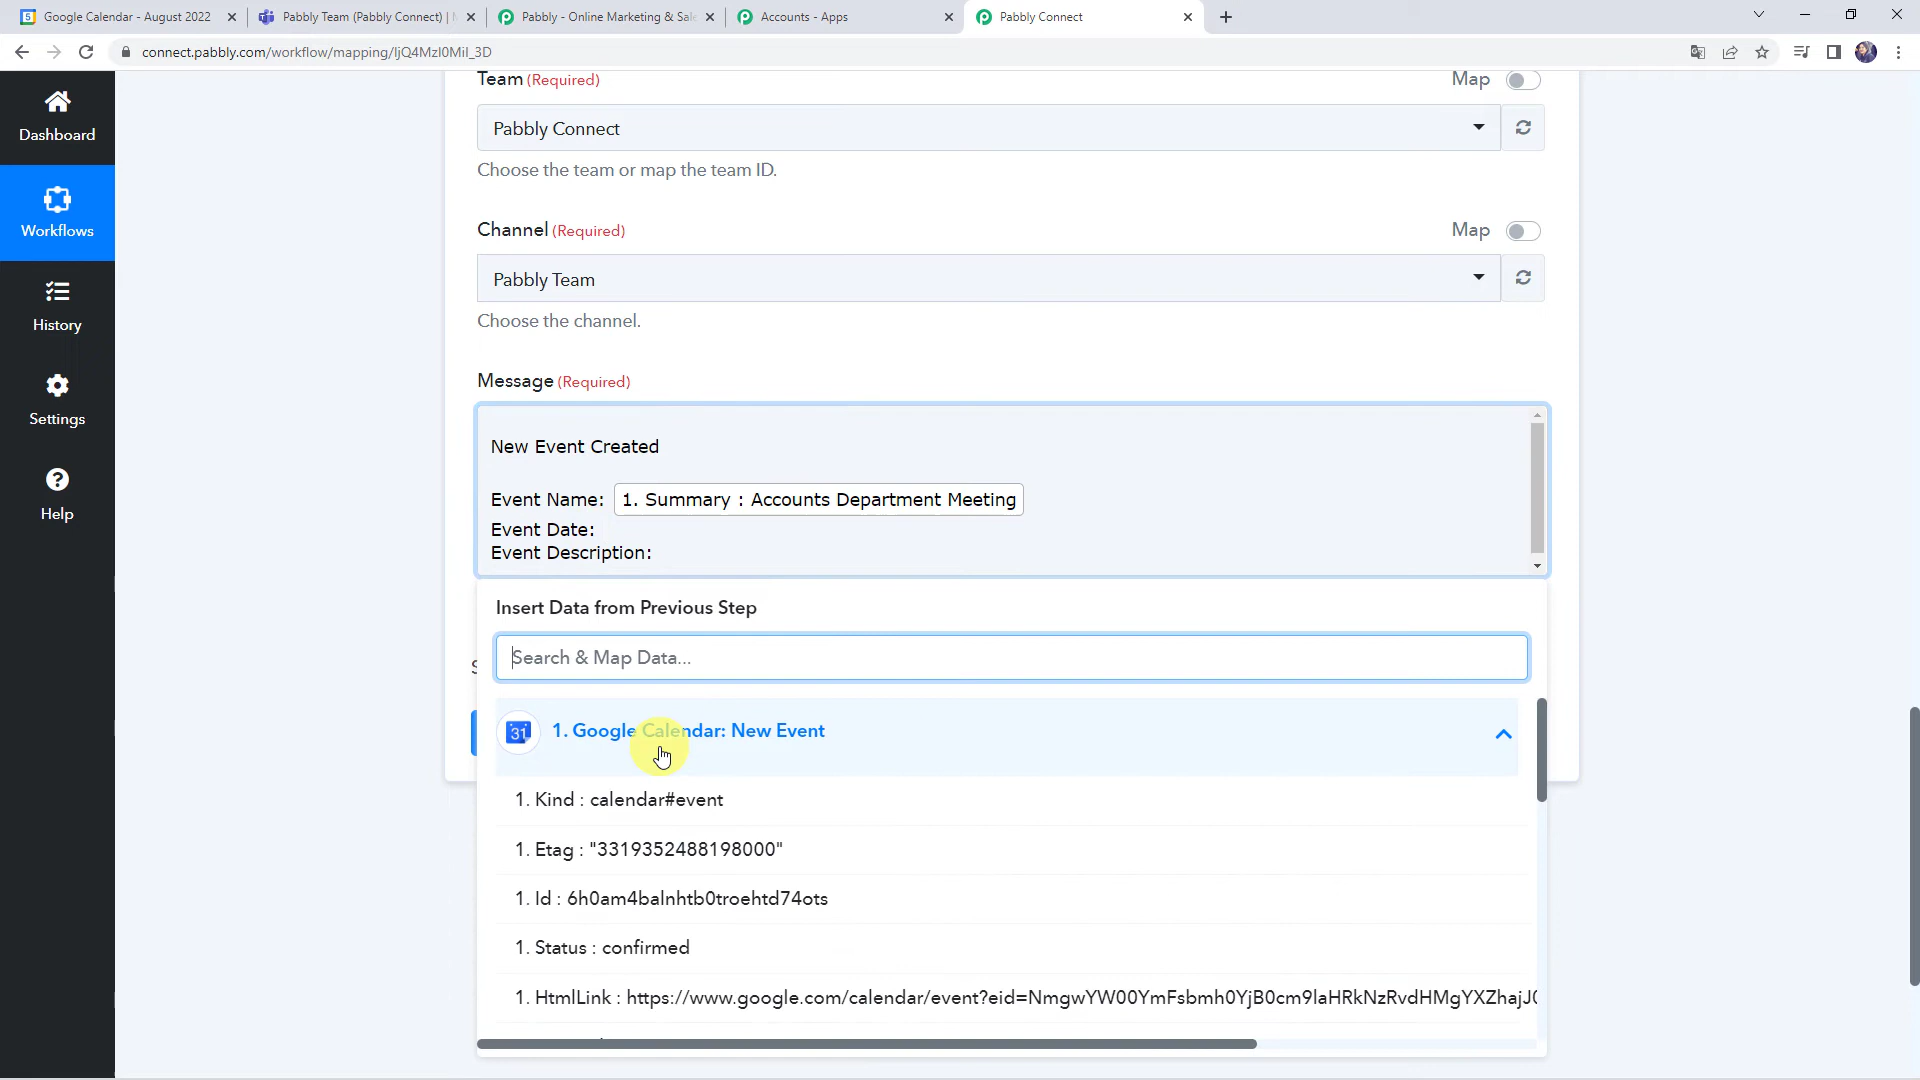 Google Calendar - August 2022
Pabbly Team (Pabbly Connect) |
Pabbly - Online Marketing & Sale
Accounts - Apps
Pabbly Connect
connect.pabbly.com/workflow/mapping/IjQ4MzI0MiI_3D
Dashboard
Workflows
History
Settings
Help
Team (Required)
Map
Pabbly Connect
Choose the team or map the team ID.
Channel (Required)
Map
Pabbly Team
Choose the channel.
Message (Required)
New Event Created
Event Name: 1. Summary : Accounts Department Meeting
Event Date:
Event Description:
Insert Data from Previous Step
Search & Map Data...
31
1. Google Calendar: New Event
1. Kind : calendar#event
1. Etag : "3319352488198000"
1. Id : 6h0am4balnhtb0troehtd74ots
1. Status : confirmed
1. HtmlLink : https://www.google.com/calendar/event?eid=NmgwYW00YmFsbmh0YjB0cm9laHRkNzRvdHMgYXZhajJ0